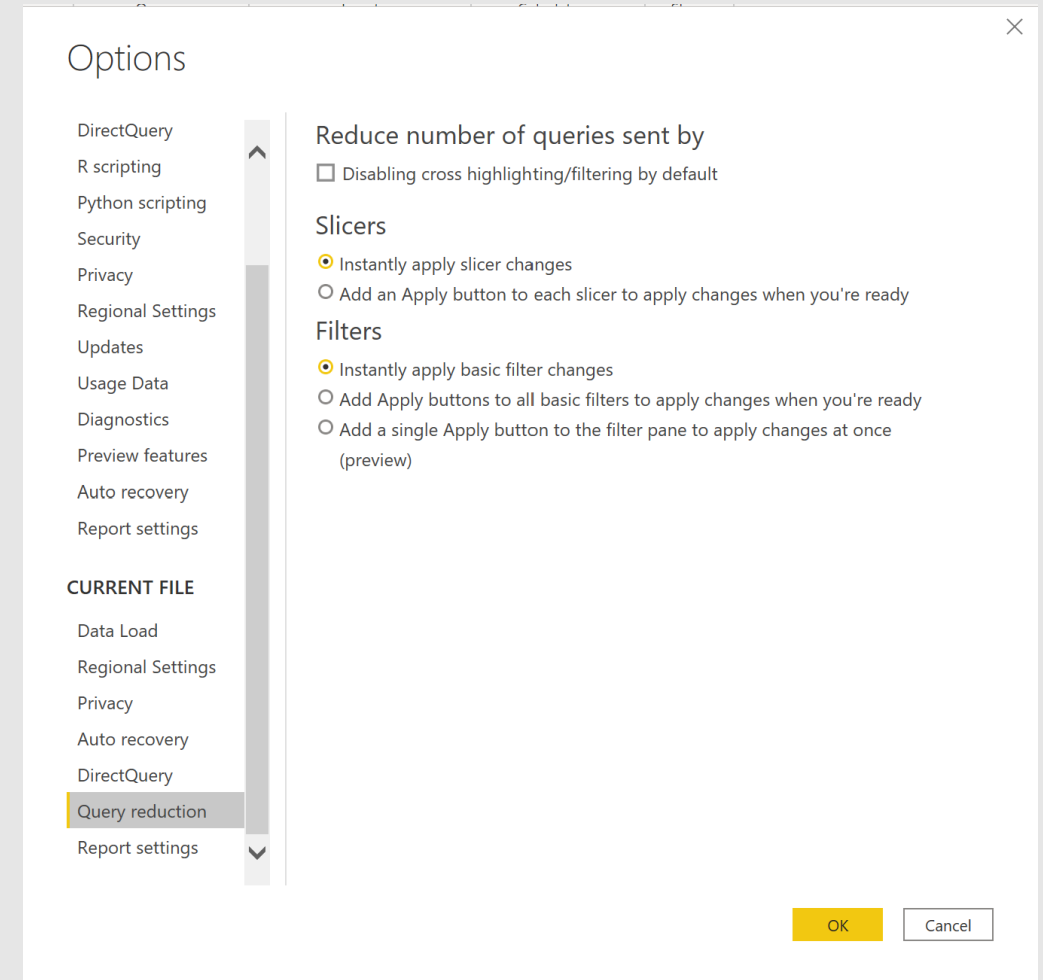 Options
DirectQuery
R scripting
Python scripting
Security
Privacy
Regional Settings
Updates
Usage Data
Diagnostics
Preview features
Auto recovery
Report settings
CURRENT FILE
Data Load
Regional Settings
Privacy
Auto recovery
DirectQuery
Query reduction
Report settings
Reduce number of queries sent by
Disabling cross highlighting/filtering by default
Slicers
Instantly apply slicer changes
Add an Apply button to each slicer to apply changes when you're ready
Filters
Instantly apply basic filter changes
Add Apply buttons to all basic filters to apply changes when you're ready
Add a single Apply button to the filter pane to apply changes at once
(preview)
OK
Cancel